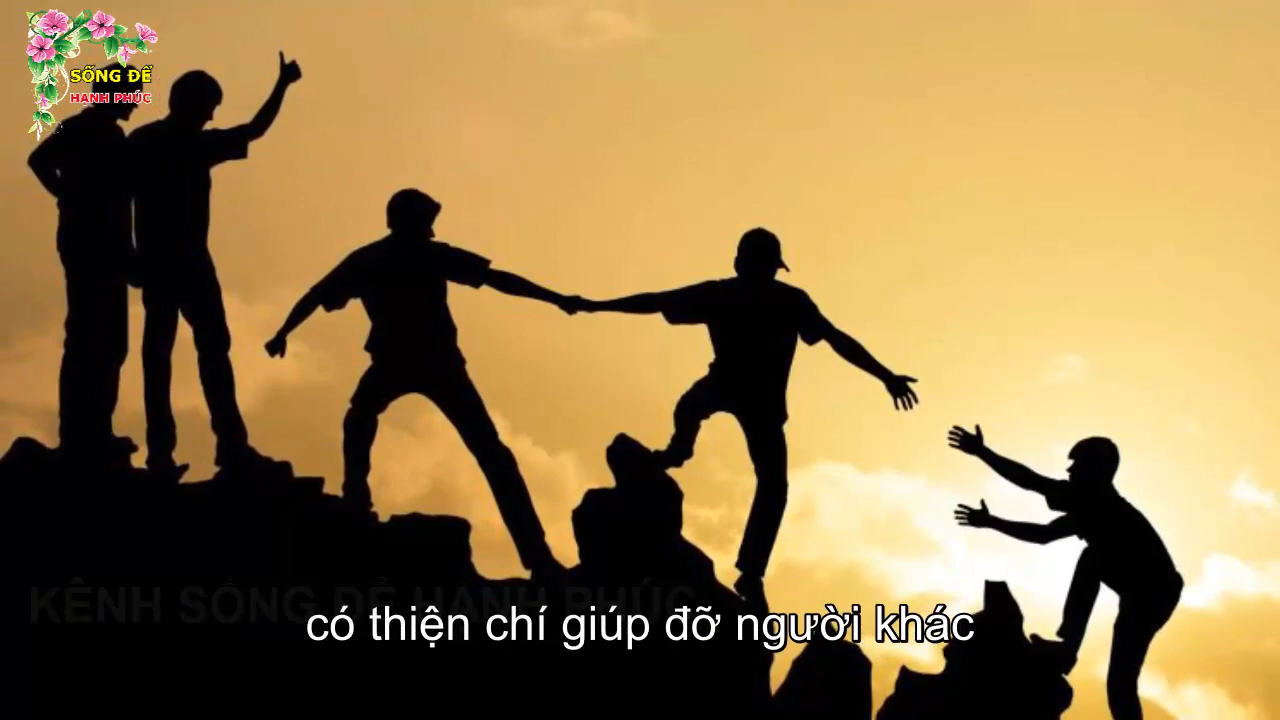 SỐNG ĐỂ
HẠNH PHÚC
KÊNH SỐNG ĐỂ HẠNH PHÚC
có thiện chí giúp đỡ người khác